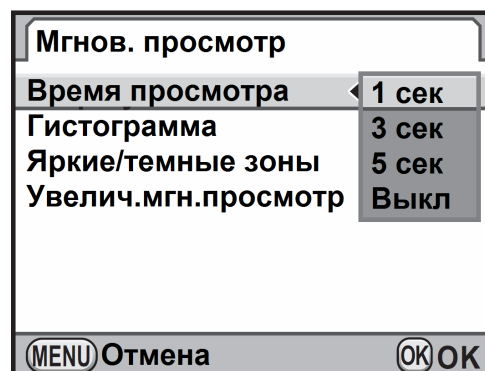 Мгнов. просмотр
Время просмотра 1 сек
Гистограмма 3 сек
Яркие/темные зоны 5 сек
Увелич.мгн.просмотр Выкл
MENU Отмена OK OK